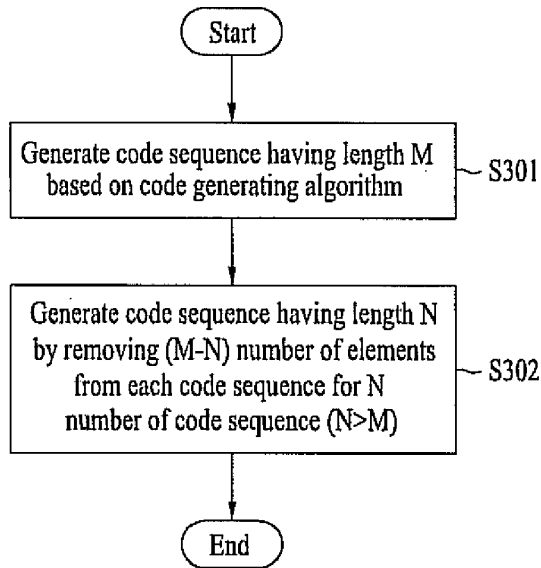 Start
Generate code sequence having length M
based on code generating algorithm
S301
Generate code sequence having length N
by removing (M-N) number of elements
from each code sequence for N
number of code sequence (N>M)
S302
End